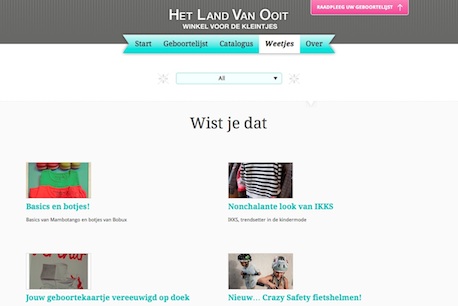 HET LAND VAN OOIT
WINKEL VOOR DE KLEINTJES
RAADPLEEG UW GEBOORTELIJST
Start Geboortelijst Catalogus Weetjes Over
All
Wist je dat
Basics en botjes!
Basics van Mambotango en botjes van Bobux
Nonchalante look van IKKS
IKKS, trendsetter in de kindermode
Jouw geboortekaartje vereeuwigd op doek
Nieuw... Crazy Safety fietshelmen!